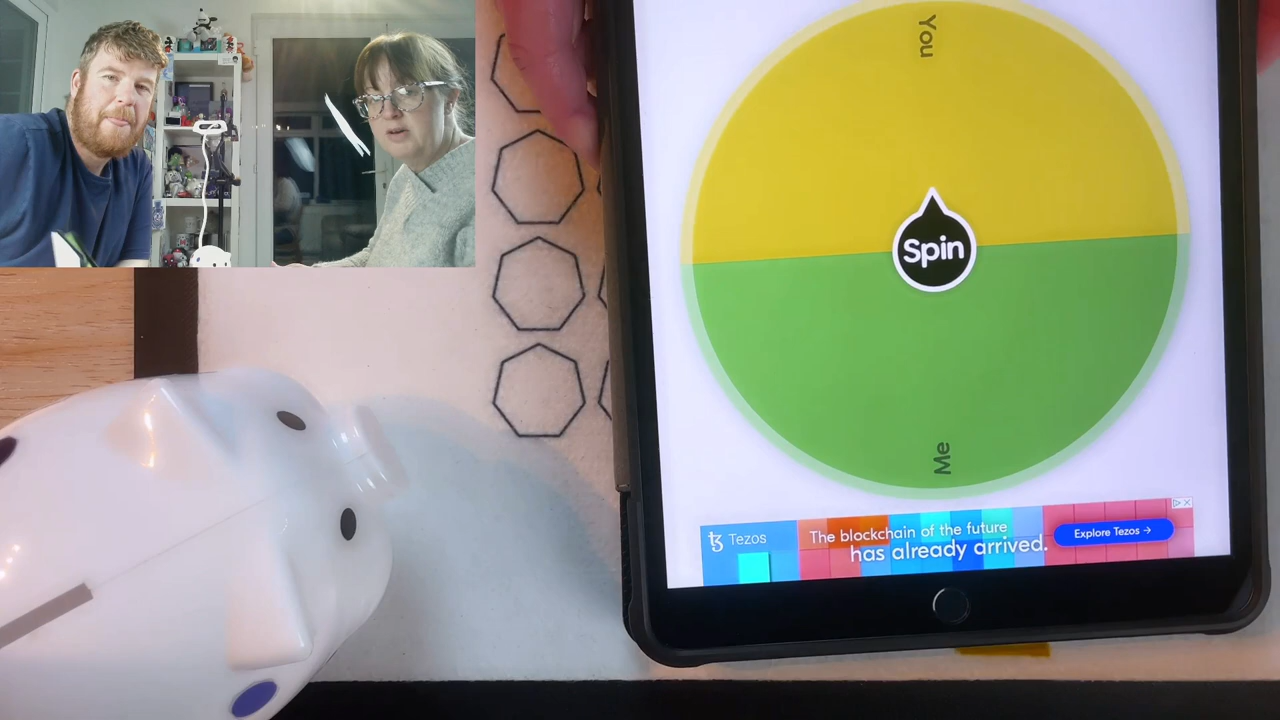 You
Spin
Me
Tezos
The blockchain of the future
has already arrived.
Explore Tezos →